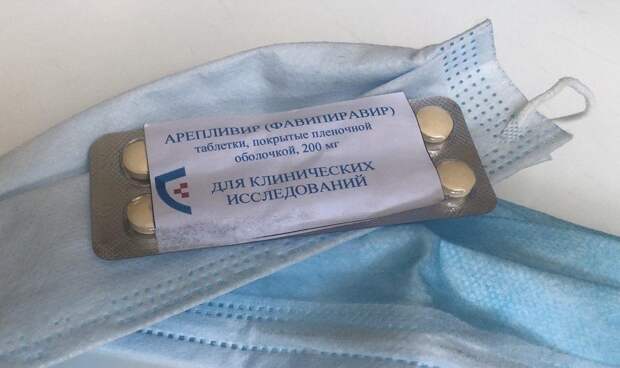 АРЕПЛИВИР (ФАВИПИРАВИР)
таблетки, покрытые пленочной
оболочкой, 200 мг
ДЛЯ КЛИНИЧЕСКИХ
ИССЛЕДОВАНИЙ